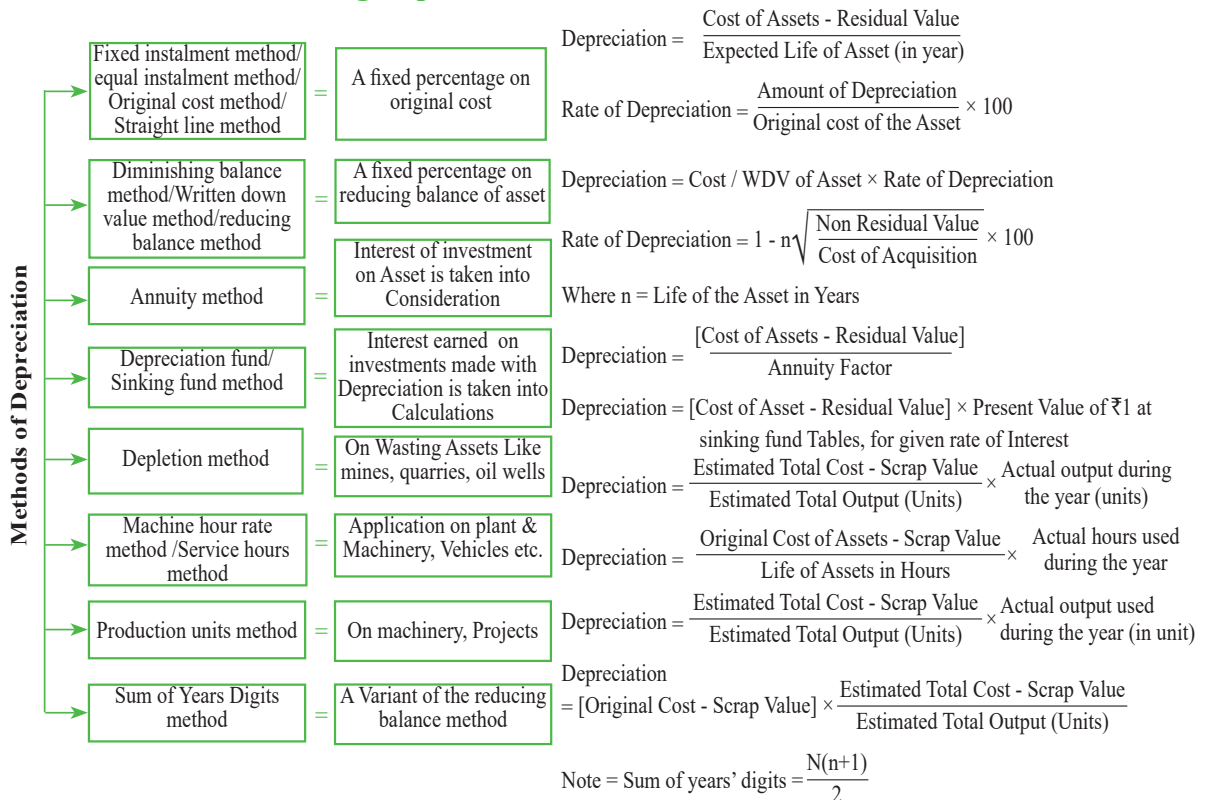 Methods of Depreciation
Fixed instalment method/
equal instalment method/
Original cost method/
Straight line method
=
A fixed percentage on
original cost
Depreciation = Cost of Assets - Residual Value / Expected Life of Asset (in year)
Rate of Depreciation = Amount of Depreciation / Original cost of the Asset × 100
Diminishing balance
method/Written down
value method/reducing
balance method
=
A fixed percentage on
reducing balance of asset
Depreciation = Cost / WDV of Asset × Rate of Depreciation
Rate of Depreciation = 1 - n√ Non Residual Value / Cost of Acquisition × 100
Annuity method
=
Interest of investment
on Asset is taken into
Consideration
Where n = Life of the Asset in Years
Depreciation = [Cost of Assets - Residual Value] / Annuity Factor
Depreciation fund/
Sinking fund method
=
Interest earned on
investments made with
Depreciation is taken into
Calculations
Depreciation = [Cost of Asset - Residual Value] × Present Value of ₹1 at
sinking fund Tables, for given rate of Interest
Depletion method
=
On Wasting Assets Like
mines, quarries, oil wells
Depreciation = Estimated Total Cost - Scrap Value / Estimated Total Output (Units) × Actual output during
the year (units)
Machine hour rate
method /Service hours
method
=
Application on plant &
Machinery, Vehicles etc.
Depreciation = Original Cost of Assets - Scrap Value / Life of Assets in Hours × Actual hours used
during the year
Production units method
=
On machinery, Projects
Depreciation = Estimated Total Cost - Scrap Value / Estimated Total Output (Units) × Actual output used
during the year (in unit)
Sum of Years Digits
method
=
A Variant of the reducing
balance method
Depreciation
= [Original Cost - Scrap Value] × Estimated Total Cost - Scrap Value / Estimated Total Output (Units)
Note = Sum of years' digits = N(n+1) / 2